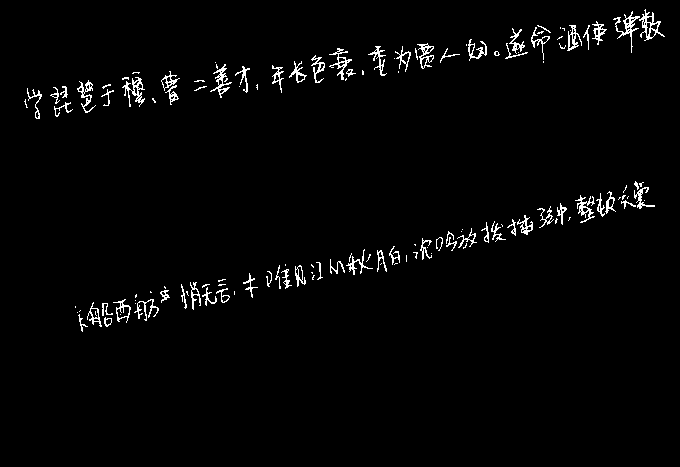 学琵琶于穆、曹二善才,年长色衰,委为贾人妇。遂命酒使弹数
船西舫悄无言,唯见江秋月白,沉吟放拨插弦中,整顿衣裳